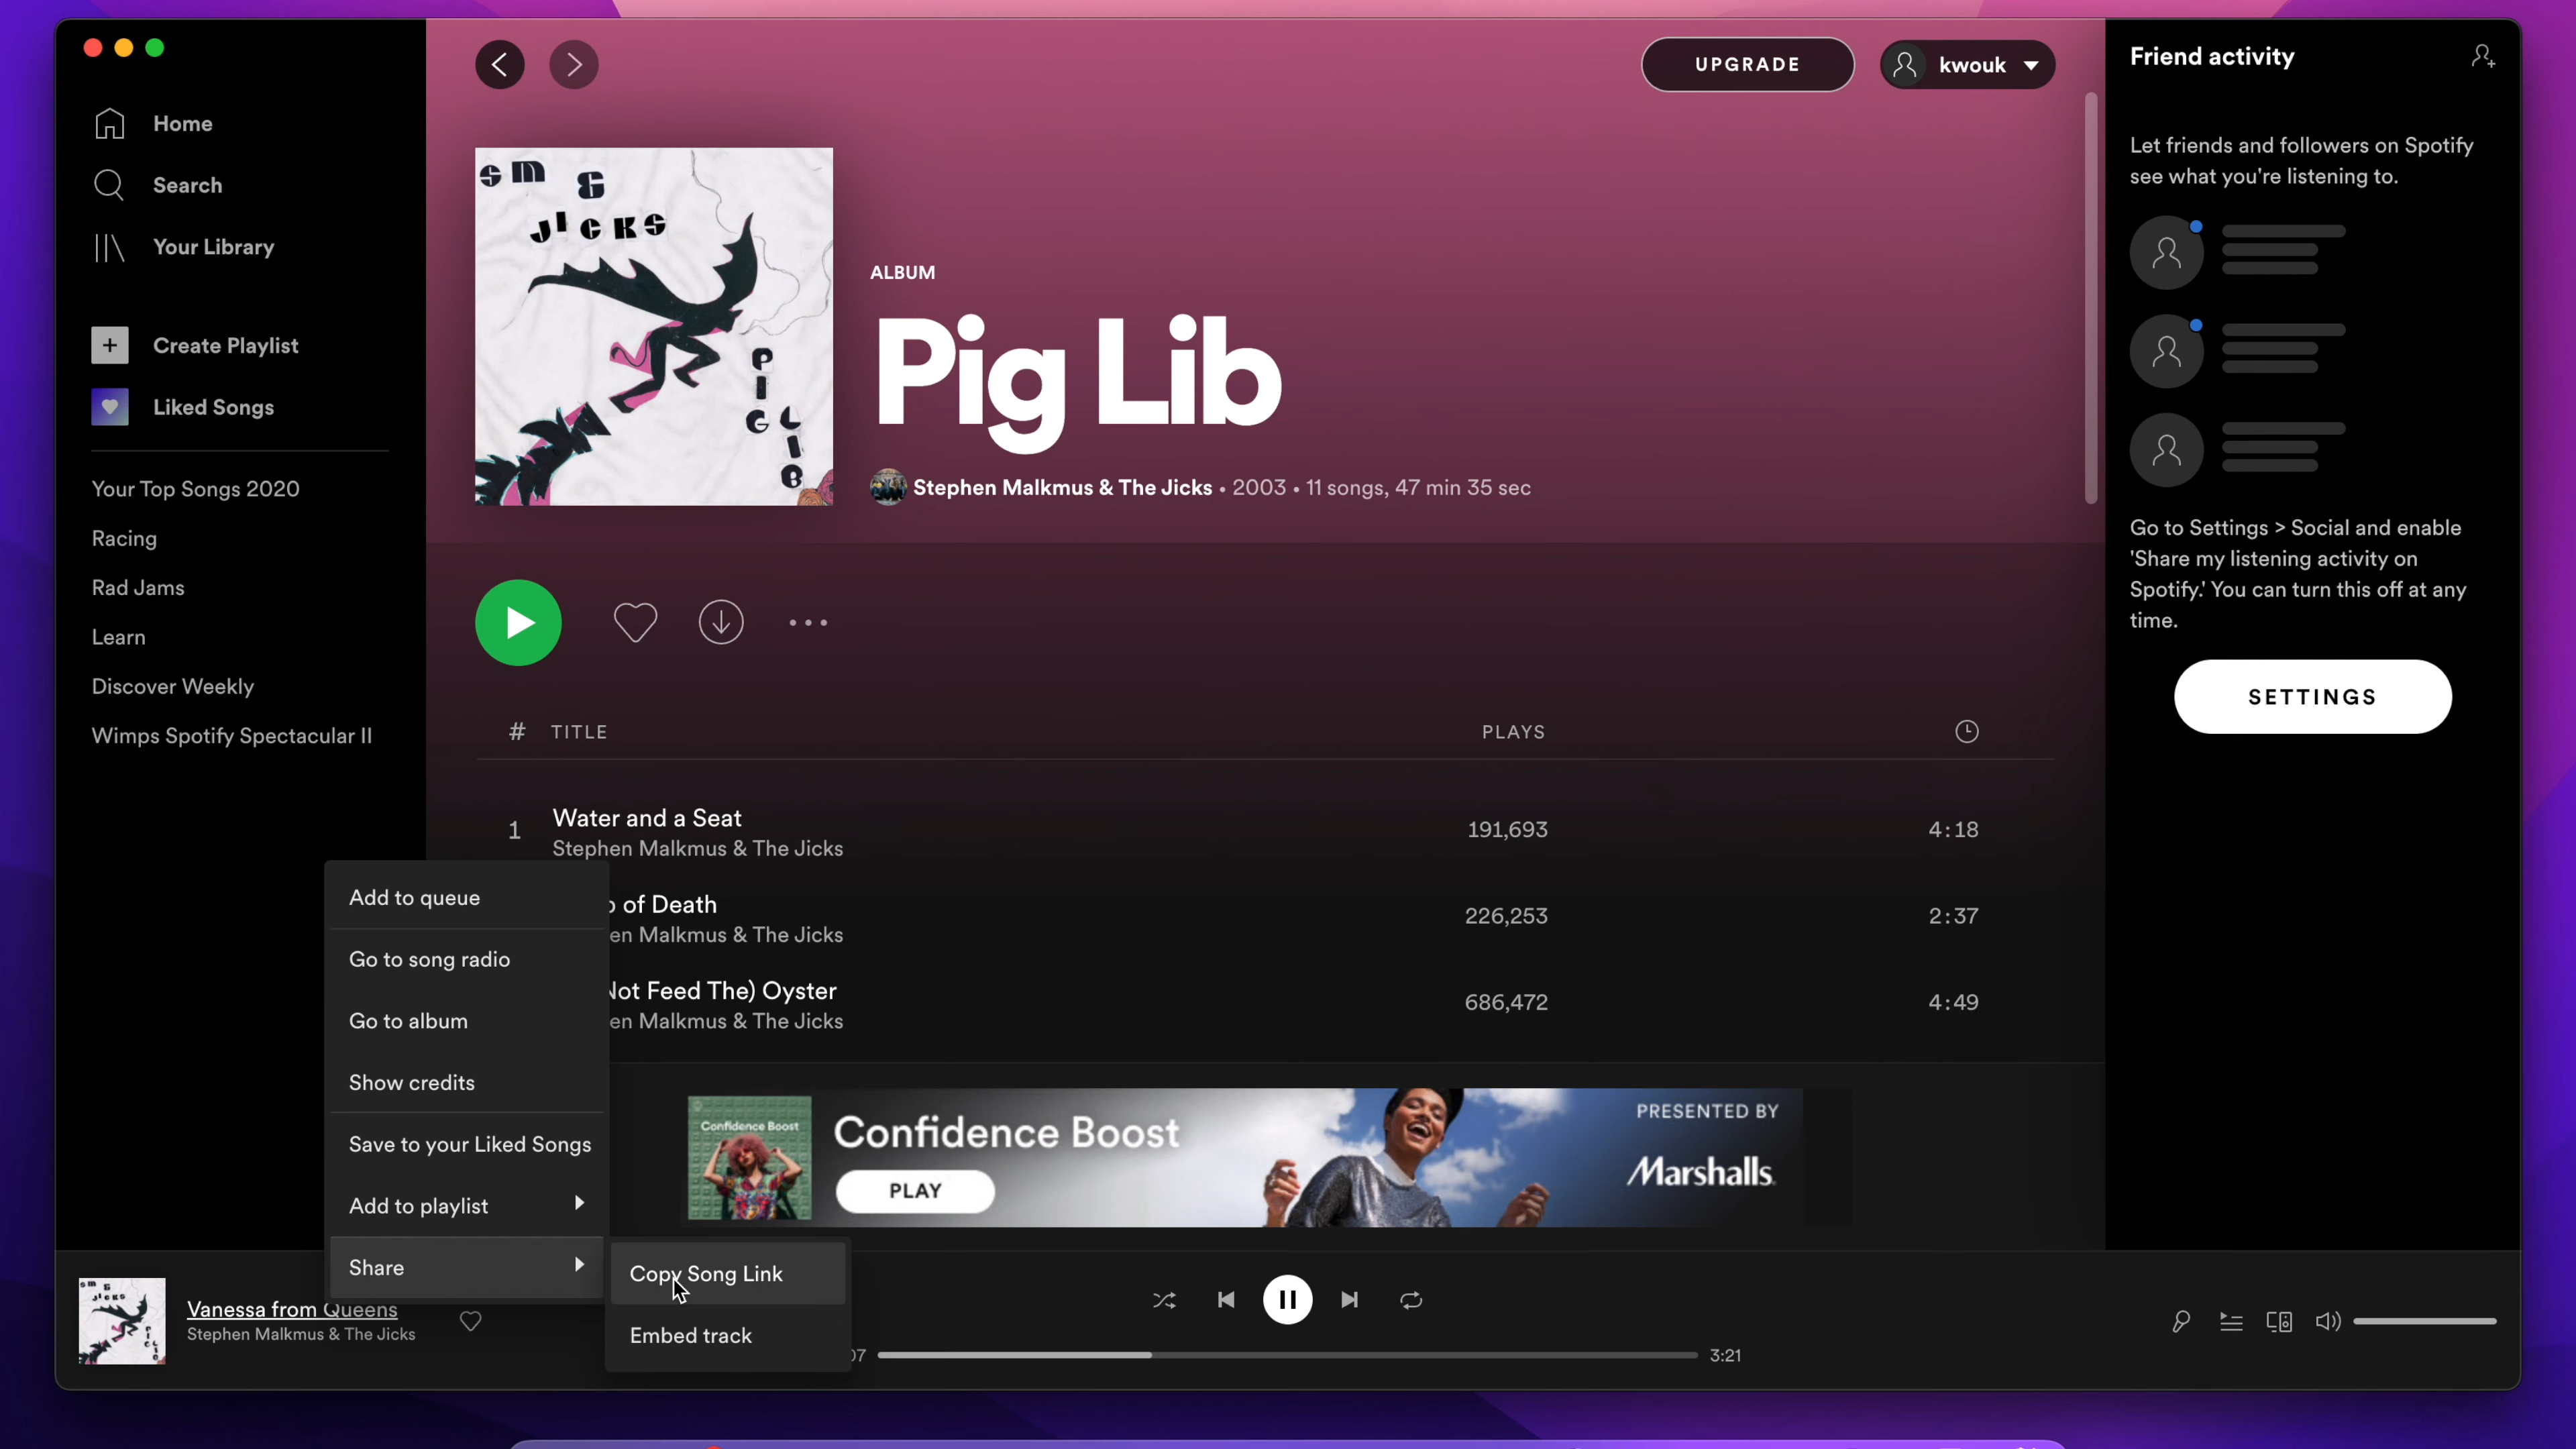 Home
Search
Your Library
Create Playlist
Liked Songs
Your Top Songs 2020
Racing
Rad Jams
Learn
Discover Weekly
Wimps Spotify Spectacular II
UPGRADE
kwouk
sm &
JICKS
PIG
LIB
ALBUM
Pig Lib
Stephen Malkmus & The Jicks • 2003 • 11 songs, 47 min 35 sec
# TITLE PLAYS
1 Water and a Seat 191,693 4:18
Stephen Malkmus & The Jicks
of Death 226,253 2:37
en Malkmus & The Jicks
Not Feed The) Oyster 686,472 4:49
en Malkmus & The Jicks
Add to queue
Go to song radio
Go to album
Show credits
Save to your Liked Songs
Add to playlist
Share
Copy Song Link
Embed track
Confidence Boost
Confidence Boost
PLAY
PRESENTED BY
Marshalls.
Friend activity
Let friends and followers on Spotify
see what you're listening to.
Go to Settings > Social and enable
'Share my listening activity on
Spotify.' You can turn this off at any
time.
SETTINGS
sm &
JICKS
Vanessa from Queens
Stephen Malkmus & The Jicks
07
3:21